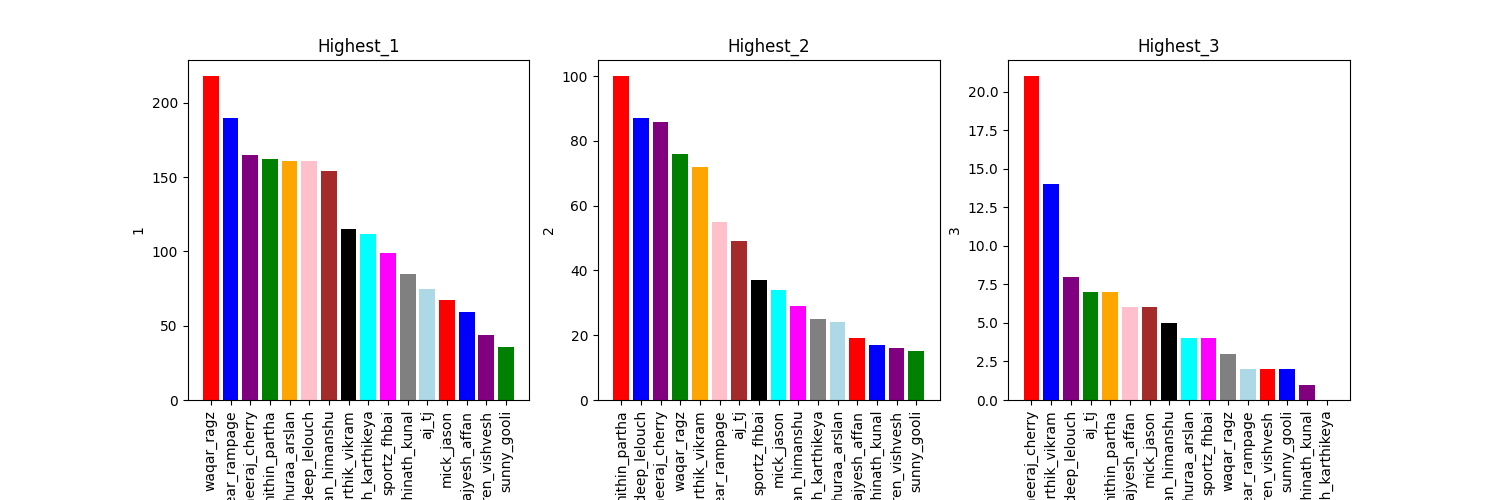 Highest_1
200
150
100
50
0
1
waqar_ragz
ear_rampage
eeraj_cherry
ithin_partha
huraa_arslan
deep_lelouch
an_himanshu
rthik_vikram
h_karthikeya
sportz_fhbai
hinath_kunal
aj_tj
mick_jason
ajyesh_affan
ren_vishvesh
sunny_gooli
Highest_2
100
80
60
40
20
0
2
ithin_partha
deep_lelouch
eeraj_cherry
waqar_ragz
rthik_vikram
ear_rampage
aj_tj
sportz_fhbai
mick_jason
an_himanshu
h_karthikeya
huraa_arslan
ajyesh_affan
hinath_kunal
ren_vishvesh
sunny_gooli
Highest_3
20.0
17.5
15.0
12.5
10.0
7.5
5.0
2.5
0.0
3
eeraj_cherry
rthik_vikram
deep_lelouch
aj_tj
ithin_partha
ajyesh_affan
mick_jason
an_himanshu
huraa_arslan
sportz_fhbai
waqar_ragz
ear_rampage
ren_vishvesh
sunny_gooli
hinath_kunal
h_karthikeya